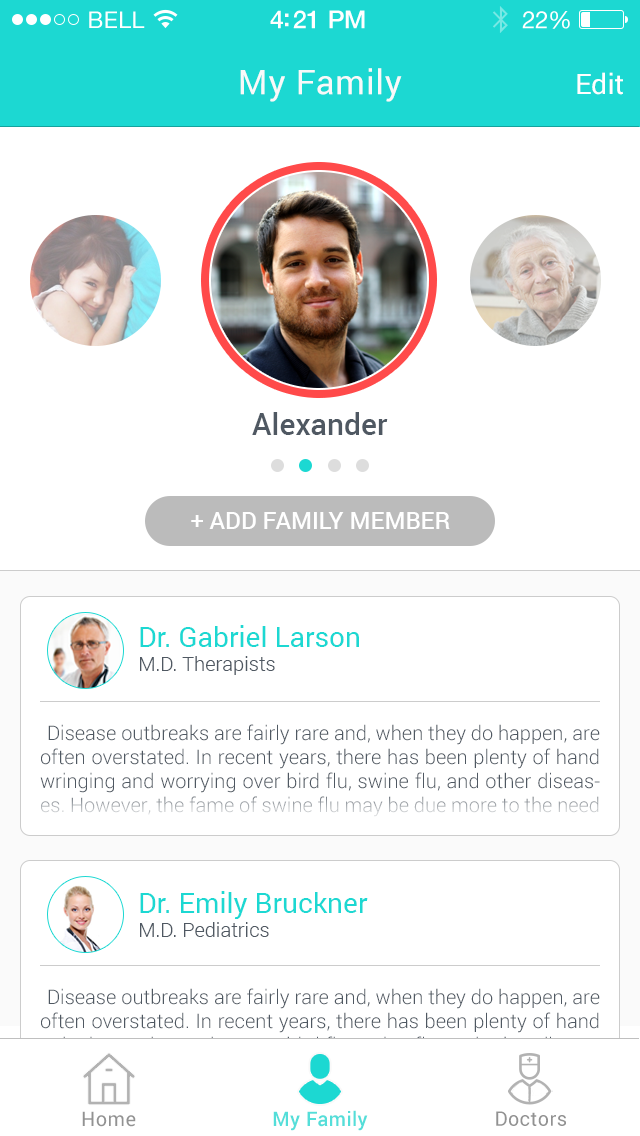 BELL 4:21 PM 22%
My Family Edit
Alexander
+ ADD FAMILY MEMBER
Dr. Gabriel Larson
M.D. Therapists
Disease outbreaks are fairly rare and, when they do happen, are
often overstated. In recent years, there has been plenty of hand
wringing and worrying over bird flu, swine flu, and other diseas-
es. However, the fame of swine flu may be due more to the need
Dr. Emily Bruckner
M.D. Pediatrics
Disease outbreaks are fairly rare and, when they do happen, are
often overstated. In recent years, there has been plenty of hand
Home My Family Doctors